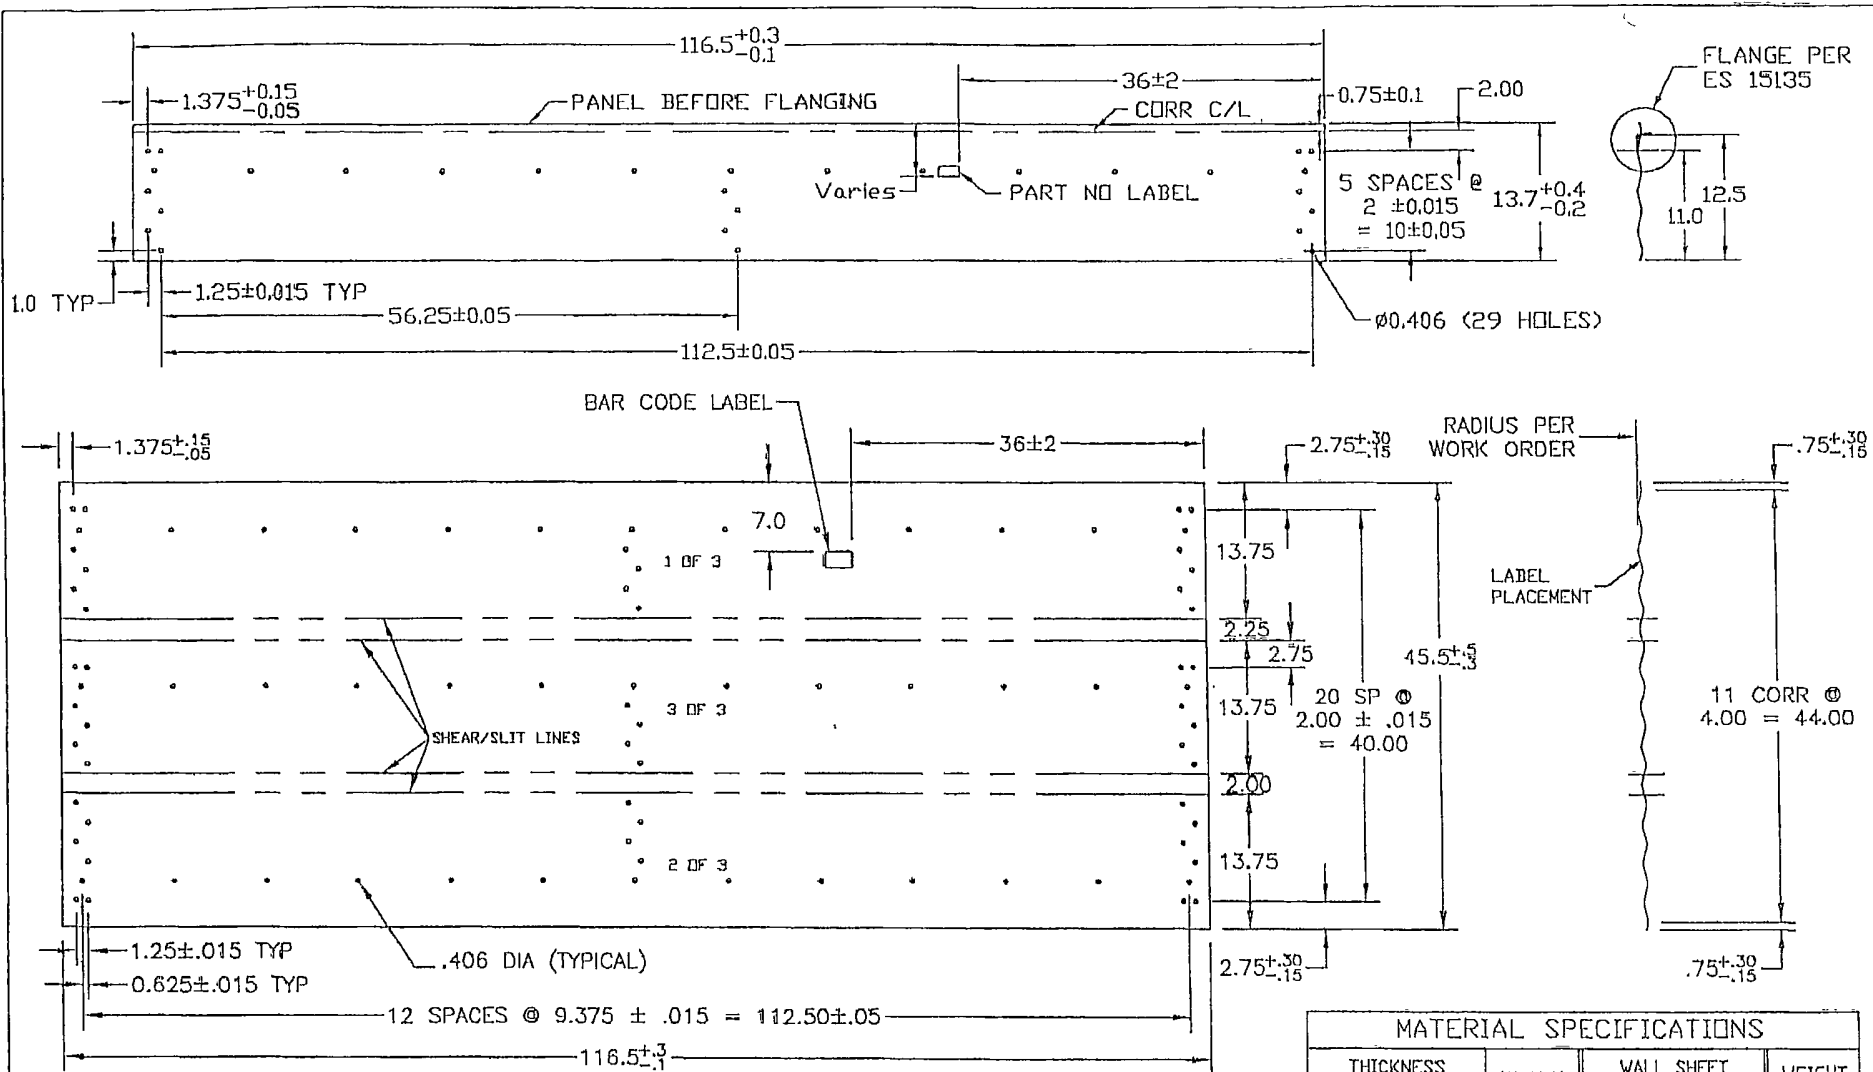 116.5+0.3 -0.1
36±2
FLANGE PER
ES 15135
1.375+0.15 -0.05
PANEL BEFORE FLANGING
CORR C/L
0.75±0.1
2.00
Varies
PART NO LABEL
5 SPACES @
2 ±0.015
= 10±0.05
13.7+0.4 -0.2
11.0
12.5
1.0 TYP
1.25±0.015 TYP
56.25±0.05
112.5±0.05
Ø0.406 (29 HOLES)
BAR CODE LABEL
1.375+.15 -.05
36±2
2.75+.30 -.15
RADIUS PER
WORK ORDER
.75+.30 -.15
7.0
1 OF 3
13.75
LABEL
PLACEMENT
2.25
2.75
45.5+.5 -.3
3 OF 3
SHEAR/SLIT LINES
13.75
20 SP @
2.00 ± .015
= 40.00
11 CORR @
4.00 = 44.00
2.00
2 OF 3
13.75
1.25±.015 TYP
.406 DIA (TYPICAL)
2.75+.30 -.15
.75+.30 -.15
0.625±.015 TYP
12 SPACES @ 9.375 ± .015 = 112.50±.05
116.5+.3 -.1
MATERIAL SPECIFICATIONS
THICKNESS
WALL SHEET
WEIGHT